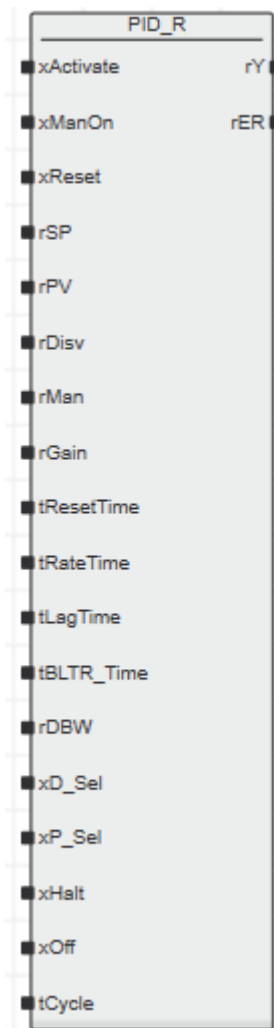 PID_R
xActivate rY
xManOn rER
xReset
rSP
rPV
rDisv
rMan
rGain
tResetTime
tRateTime
tLagTime
tBLTR_Time
rDBW
xD_Sel
xP_Sel
xHalt
xOff
tCycle